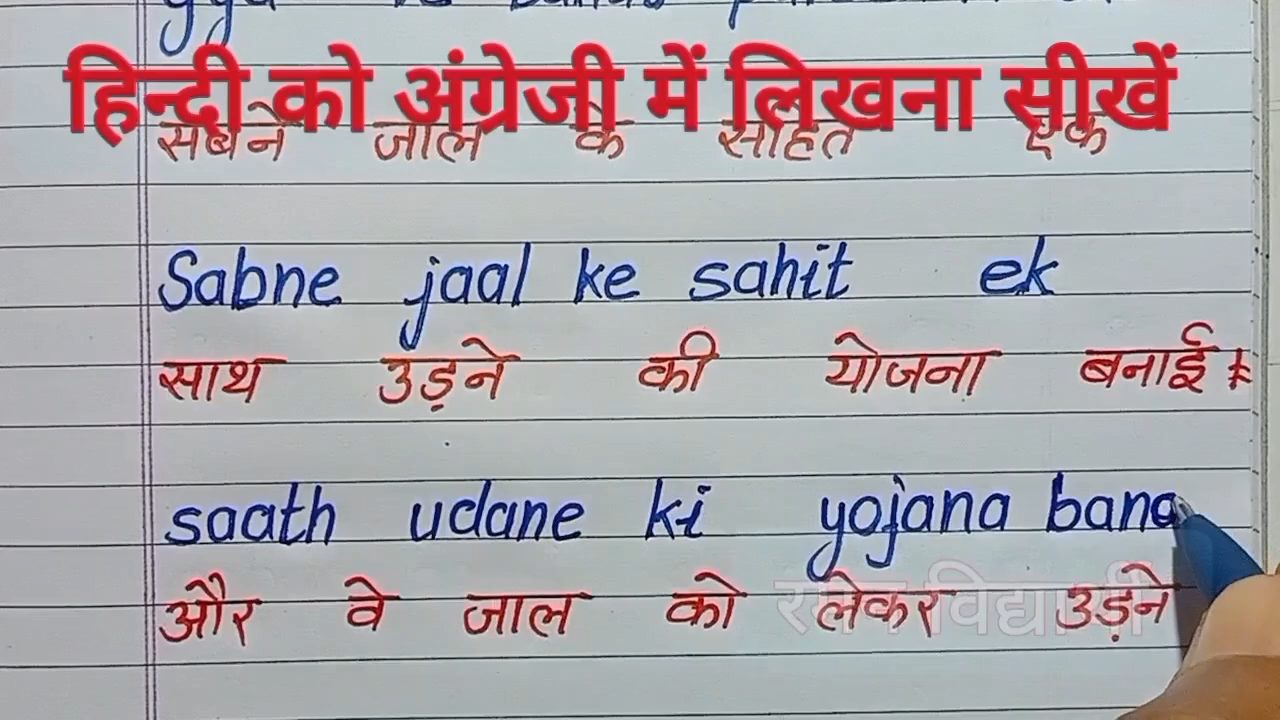 हिन्दी को अंग्रेजी में लिखना सीखें
सबने जाल के सहित एक
Sabne jaal ke sahit ek
साथ उड़ने की योजना बनाई
saath udane ki yojana bana
और वे जाल को लेकर उड़ने